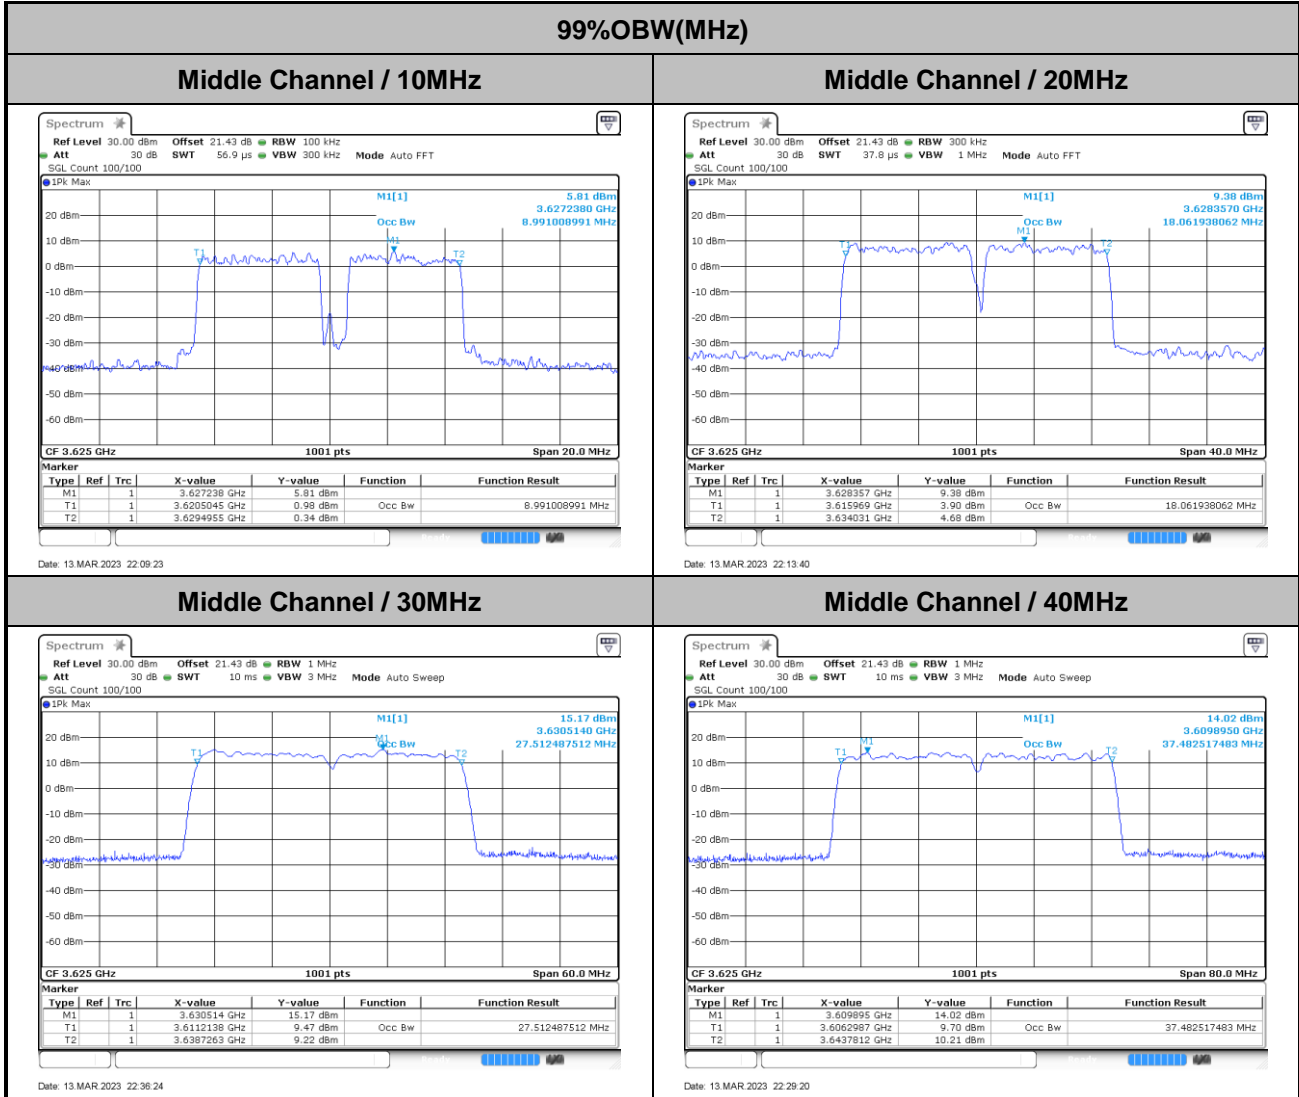 99%OBW(MHz)
Middle Channel / 10MHz
Spectrum
Ref Level 30.00 dBm Offset 21.43 dB RBW 100 kHz
Att 30 dB SWT 56.9 µs VBW 300 kHz Mode Auto FFT
SGL Count 100/100
1Pk Max
M1[1] 5.81 dBm
3.6272380 GHz
Occ Bw 8.991008991 MHz
20 dBm
10 dBm
0 dBm
-10 dBm
-20 dBm
-30 dBm
-40 dBm
-50 dBm
-60 dBm
T1
M1
T2
CF 3.625 GHz 1001 pts Span 20.0 MHz
Marker
Type Ref Trc X-value Y-value Function Function Result
M1 1 3.627238 GHz 5.81 dBm
T1 1 3.6205045 GHz 0.98 dBm Occ Bw 8.991008991 MHz
T2 1 3.6294955 GHz 0.34 dBm
Date: 13.MAR.2023 22:09:23
Middle Channel / 20MHz
Spectrum
Ref Level 30.00 dBm Offset 21.43 dB RBW 300 kHz
Att 30 dB SWT 37.8 µs VBW 1 MHz Mode Auto FFT
SGL Count 100/100
1Pk Max
M1[1] 9.38 dBm
3.6283570 GHz
Occ Bw 18.061938062 MHz
20 dBm
10 dBm
0 dBm
-10 dBm
-20 dBm
-30 dBm
-40 dBm
-50 dBm
-60 dBm
T1
M1
T2
CF 3.625 GHz 1001 pts Span 40.0 MHz
Marker
Type Ref Trc X-value Y-value Function Function Result
M1 1 3.628357 GHz 9.38 dBm
T1 1 3.615969 GHz 3.90 dBm Occ Bw 18.061938062 MHz
T2 1 3.634031 GHz 4.68 dBm
Date: 13.MAR.2023 22:13:40
Middle Channel / 30MHz
Spectrum
Ref Level 30.00 dBm Offset 21.43 dB RBW 1 MHz
Att 30 dB SWT 10 ms VBW 3 MHz Mode Auto Sweep
SGL Count 100/100
1Pk Max
M1[1] 15.17 dBm
3.6305140 GHz
Occ Bw 27.512487512 MHz
20 dBm
10 dBm
0 dBm
-10 dBm
-20 dBm
-30 dBm
-40 dBm
-50 dBm
-60 dBm
T1
M1
T2
CF 3.625 GHz 1001 pts Span 60.0 MHz
Marker
Type Ref Trc X-value Y-value Function Function Result
M1 1 3.630514 GHz 15.17 dBm
T1 1 3.6112138 GHz 9.47 dBm Occ Bw 27.512487512 MHz
T2 1 3.6387263 GHz 9.22 dBm
Date: 13.MAR.2023 22:36:24
Middle Channel / 40MHz
Spectrum
Ref Level 30.00 dBm Offset 21.43 dB RBW 1 MHz
Att 30 dB SWT 10 ms VBW 3 MHz Mode Auto Sweep
SGL Count 100/100
1Pk Max
M1[1] 14.02 dBm
3.6098950 GHz
Occ Bw 37.482517483 MHz
20 dBm
10 dBm
0 dBm
-10 dBm
-20 dBm
-30 dBm
-40 dBm
-50 dBm
-60 dBm
T1
M1
T2
CF 3.625 GHz 1001 pts Span 80.0 MHz
Marker
Type Ref Trc X-value Y-value Function Function Result
M1 1 3.609895 GHz 14.02 dBm
T1 1 3.6062987 GHz 9.70 dBm Occ Bw 37.482517483 MHz
T2 1 3.6437812 GHz 10.21 dBm
Date: 13.MAR.2023 22:29:20